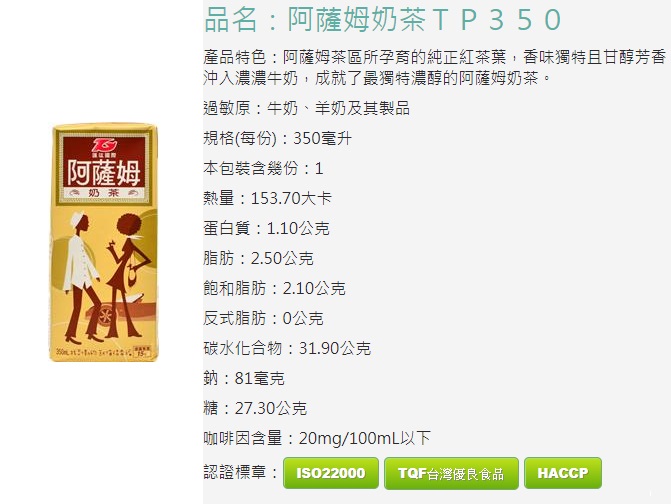 品名：阿薩姆奶茶ＴＰ３５０
產品特色：阿薩姆茶區所孕育的純正紅茶葉，香味獨特且甘醇芳香
沖入濃濃牛奶，成就了最獨特濃醇的阿薩姆奶茶。
過敏原：牛奶、羊奶及其製品
規格(每份)：350毫升
本包裝含幾份：1
熱量：153.70大卡
蛋白質：1.10公克
脂肪：2.50公克
飽和脂肪：2.10公克
反式脂肪：0公克
碳水化合物：31.90公克
鈉：81毫克
糖：27.30公克
咖啡因含量：20mg/100mL以下
認證標章：ISO22000 TQF台灣優良食品 HACCP
阿薩姆
奶茶